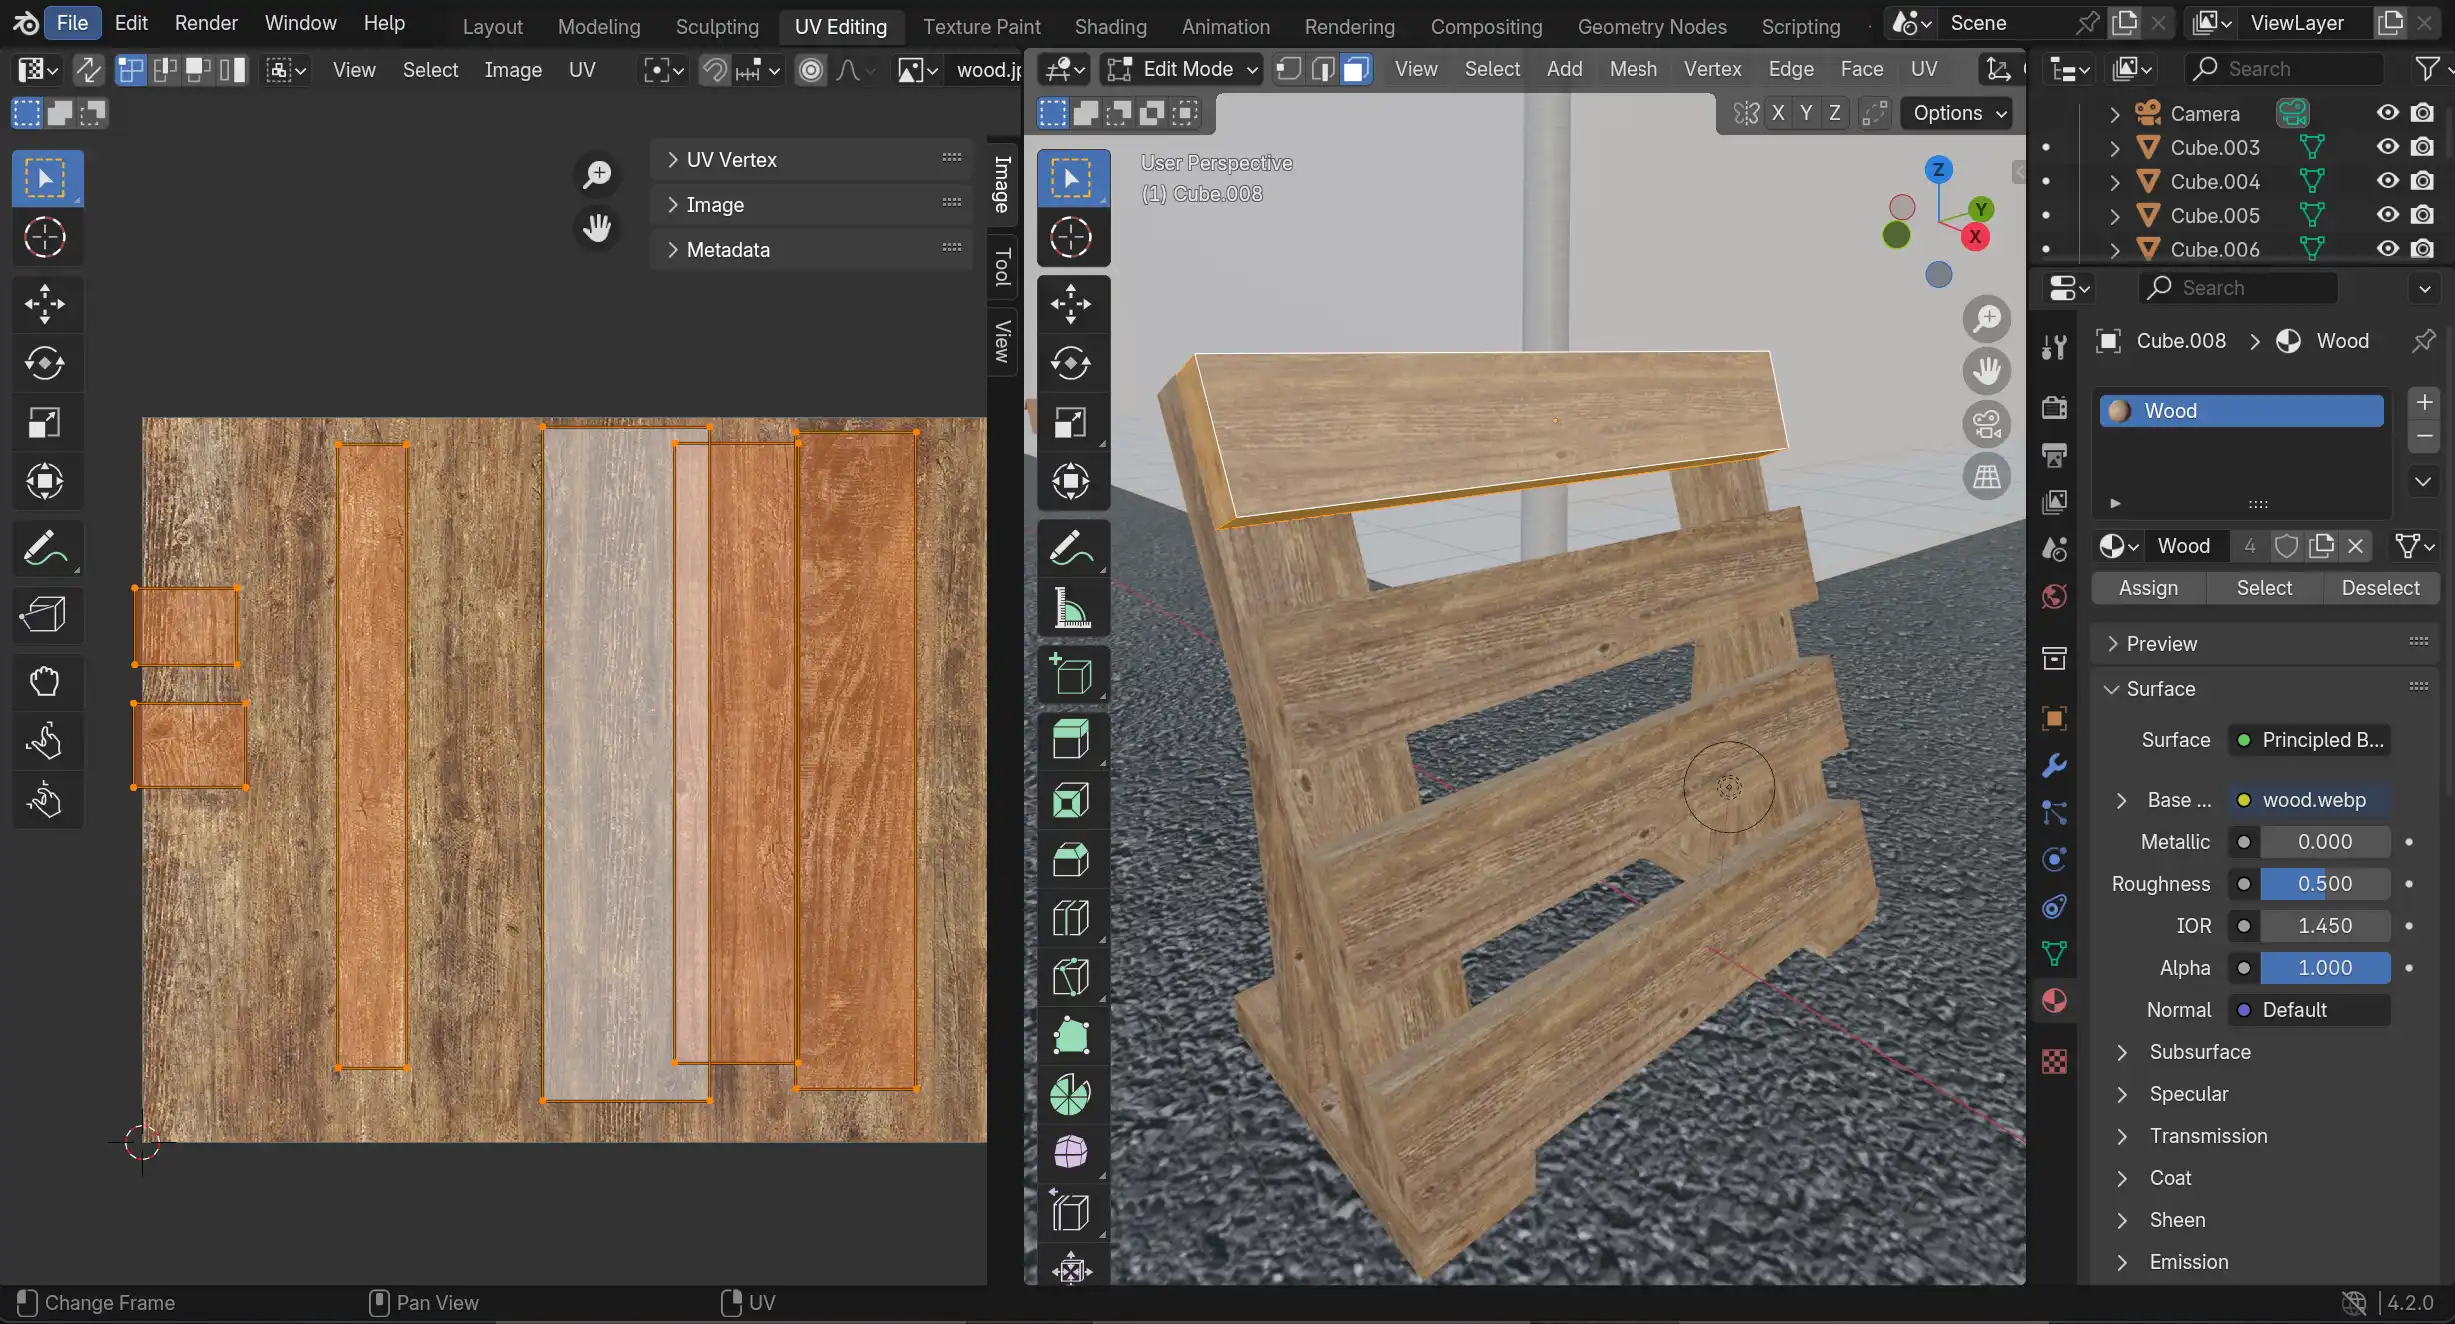 File Edit Render Window Help Layout Modeling Sculpting UV Editing Texture Paint Shading Animation Rendering Compositing Geometry Nodes Scripting Scene ViewLayer
View Select Image UV wood.j
Edit Mode View Select Add Mesh Vertex Edge Face UV
Search
X Y Z Options
UV Vertex
Image
Metadata
Image
Tool
View
User Perspective
(1) Cube.008
Z
Y
X
Camera
Cube.003
Cube.004
Cube.005
Cube.006
Search
Cube.008 > Wood
Wood
Wood 4
Assign Select Deselect
Preview
Surface
Surface Principled B...
Base ... wood.webp
Metallic 0.000
Roughness 0.500
IOR 1.450
Alpha 1.000
Normal Default
Subsurface
Specular
Transmission
Coat
Sheen
Emission
Change Frame Pan View UV 4.2.0